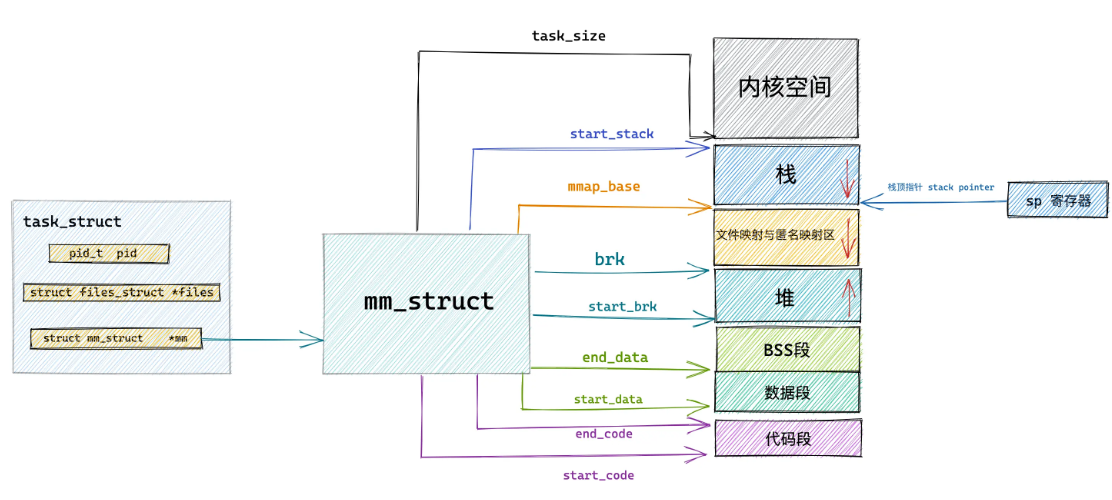 task_size
内核空间
start_stack
栈
mmap_base
栈顶指针 stack pointer
sp 寄存器
task_struct
pid_t pid
struct files_struct *files
struct mm_struct *mm
mm_struct
文件映射与匿名映射区
brk
堆
start_brk
end_data
BSS段
start_data
数据段
end_code
代码段
start_code